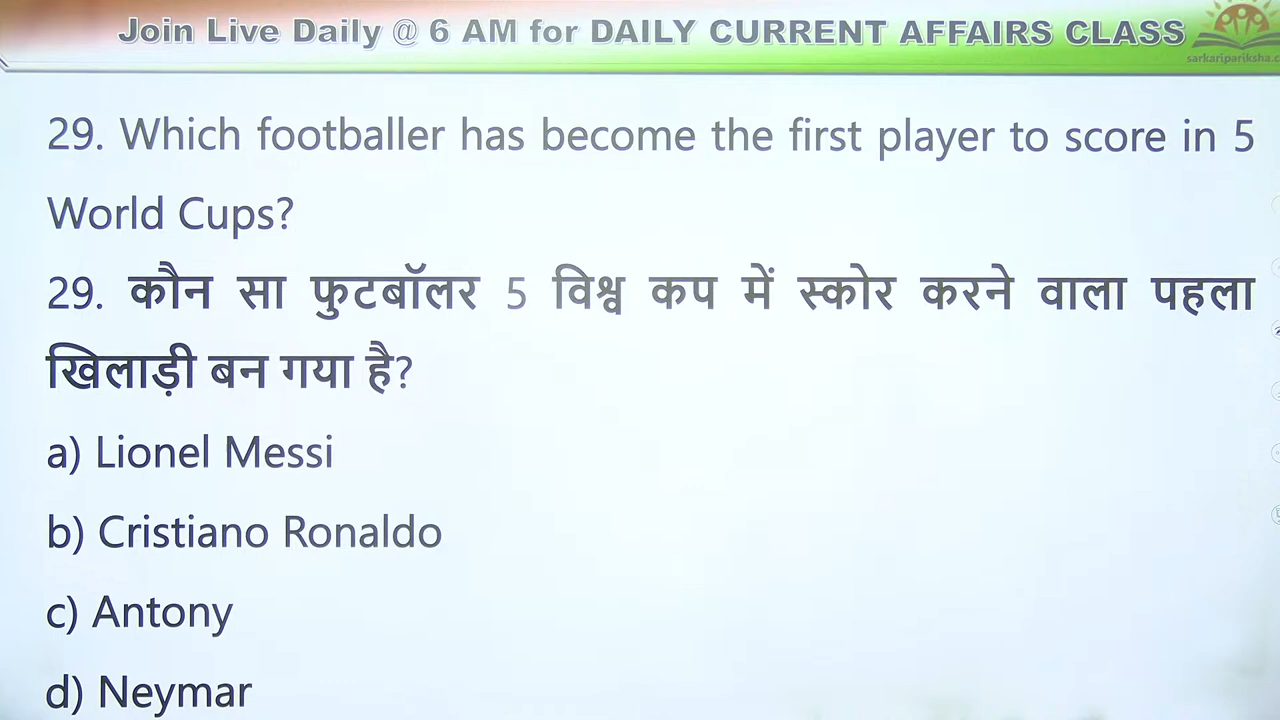 Join Live Daily @ 6 AM for DAILY CURRENT AFFAIRS CLASS
sarkaripariksha.c
29. Which footballer has become the first player to score in 5
World Cups?
29. कौन सा फुटबॉलर 5 विश्व कप में स्कोर करने वाला पहला
खिलाड़ी बन गया है?
a) Lionel Messi
b) Cristiano Ronaldo
c) Antony
d) Neymar